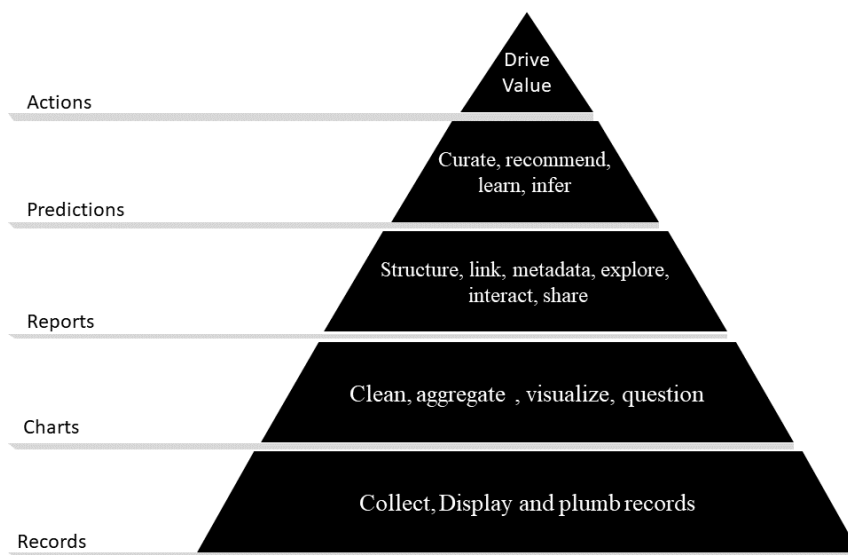 Drive
Value
Actions
Curate, recommend,
learn, infer
Predictions
Structure, link, metadata, explore,
interact, share
Reports
Clean, aggregate , visualize, question
Charts
Collect, Display and plumb records
Records